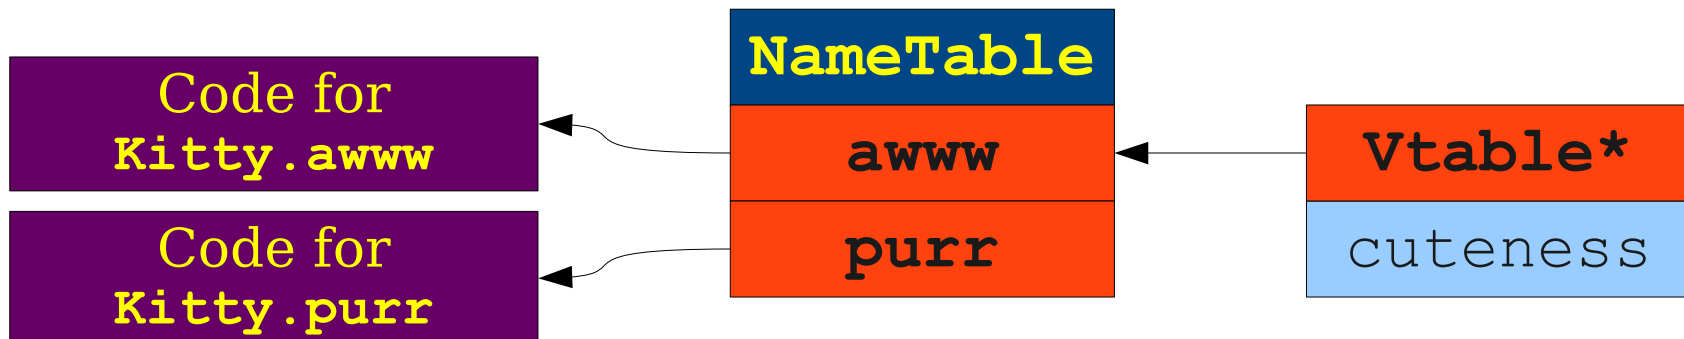 Code for
Kitty.awww
Code for
Kitty.purr
NameTable
awww
purr
Vtable*
cuteness